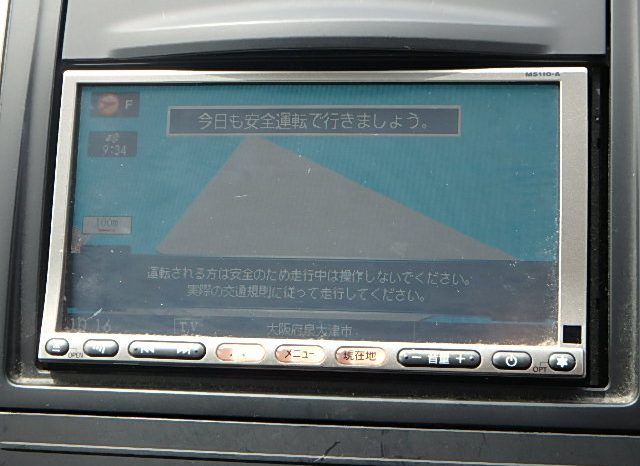 MS110-A
F
今日も安全運転で行きましょう。
9:34
100m
運転される方は安全のため走行中は操作しないでください。
実際の交通規則に従って走行してください。
TV
大阪府泉大津市
OPEN
メニュー
現在地
− 音量 +
OPT